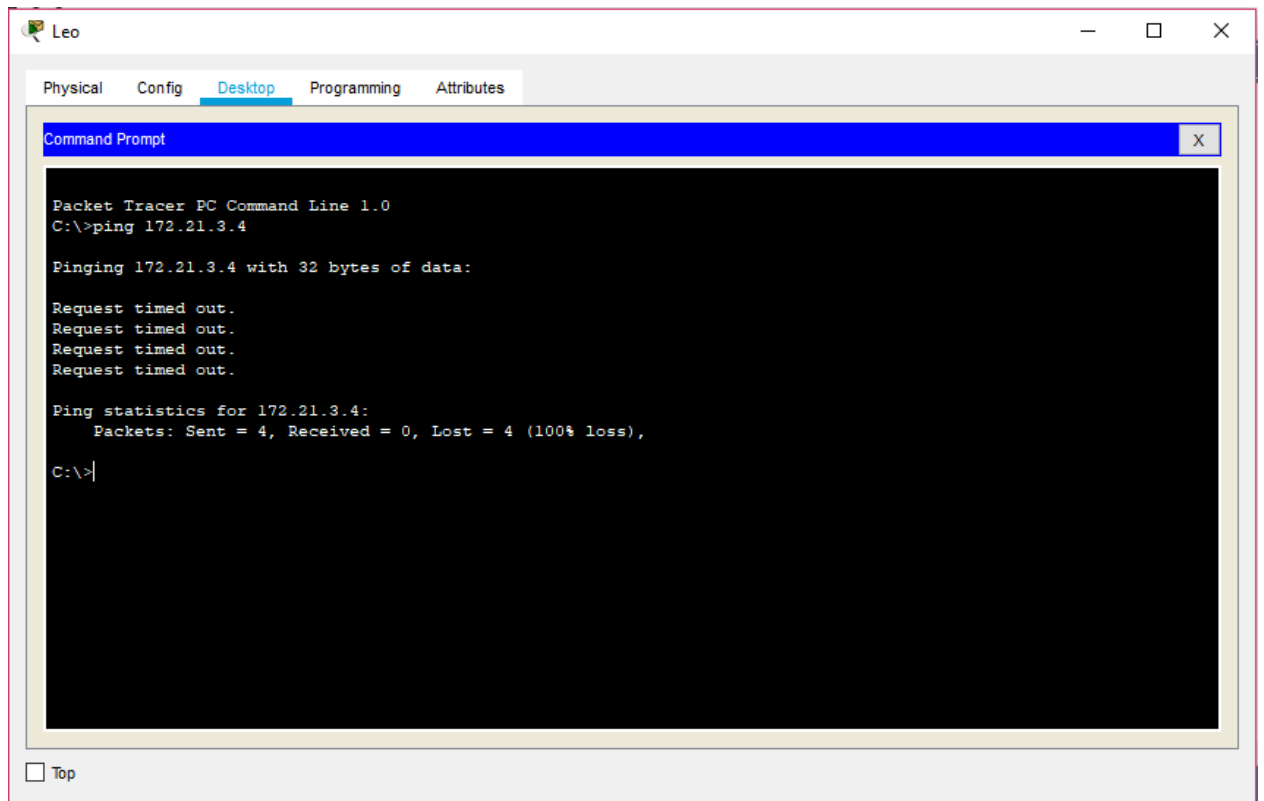 Leo
Physical Config Desktop Programming Attributes
Command Prompt
X
Packet Tracer PC Command Line 1.0
C:\>ping 172.21.3.4
Pinging 172.21.3.4 with 32 bytes of data:
Request timed out.
Request timed out.
Request timed out.
Request timed out.
Ping statistics for 172.21.3.4:
Packets: Sent = 4, Received = 0, Lost = 4 (100% loss),
C:\>
Top